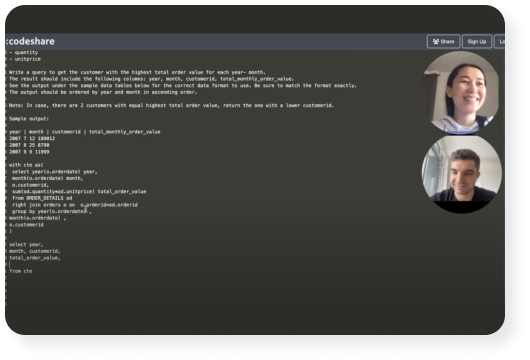 :codeshare
Share
Sign Up
- quantity
- unitprice
Write a query to get the customer with the highest total order value for each year- month.
The result should include the following columns: year, month, customerid, total_monthly_order_value.
See the output under the sample data tables below for the correct data format to use. Be sure to match the format exactly.
The output should be ordered by year and month in ascending order.
Note: In case, there are 2 customers with equal highest total order value, return the one with a lower customerid.
Sample output:
year | month | customerid | total_monthly_order_value
2007 7 12 189012
2007 8 25 8790
2007 9 9 11999
with cte as(
select year(o.orderdate) year,
month(o.orderdate) month,
o.customerid,
sum(od.quantity*od.unitprice) total_order_value
from ORDER_DETAILS od
right join orders o on o.orderid=od.orderid
group by year(o.orderdate) ,
month(o.orderdate) ,
o.customerid
)
select year,
month, customerid,
total_order_value,
from cte